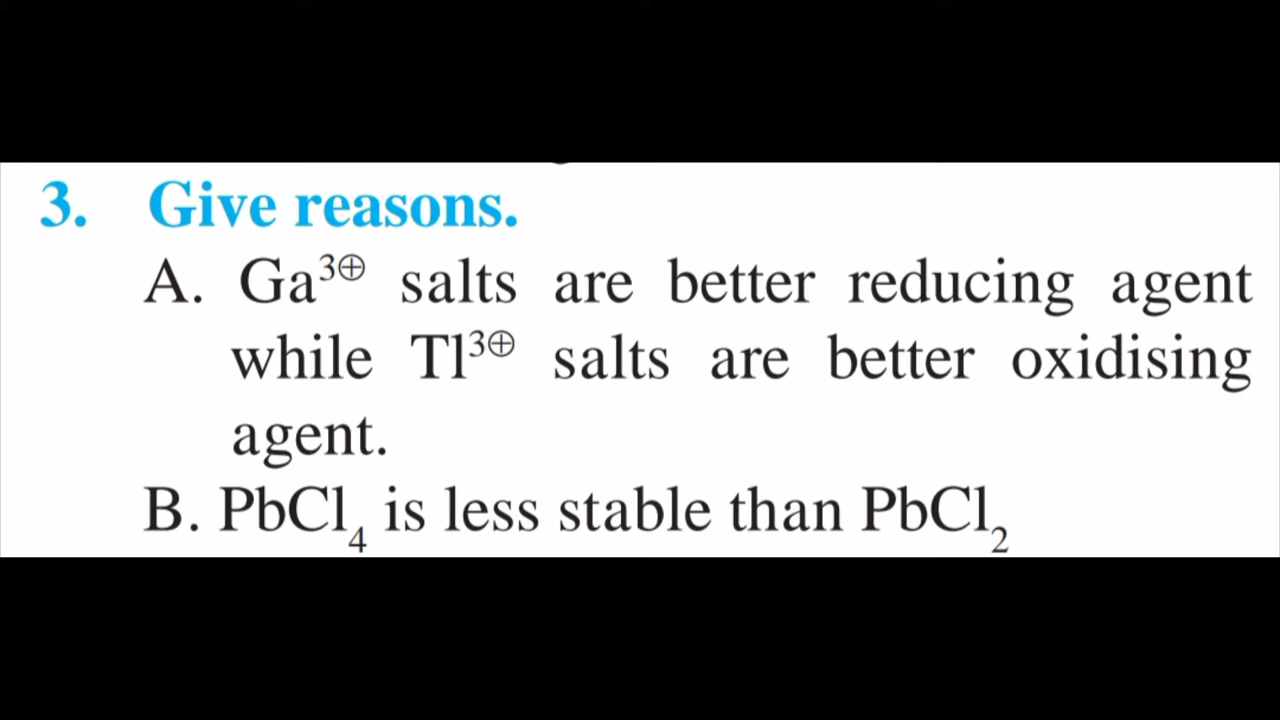 3. Give reasons.
A. Ga³⊕ salts are better reducing agent
while Tl³⊕ salts are better oxidising
agent.
B. PbCl₄ is less stable than PbCl₂